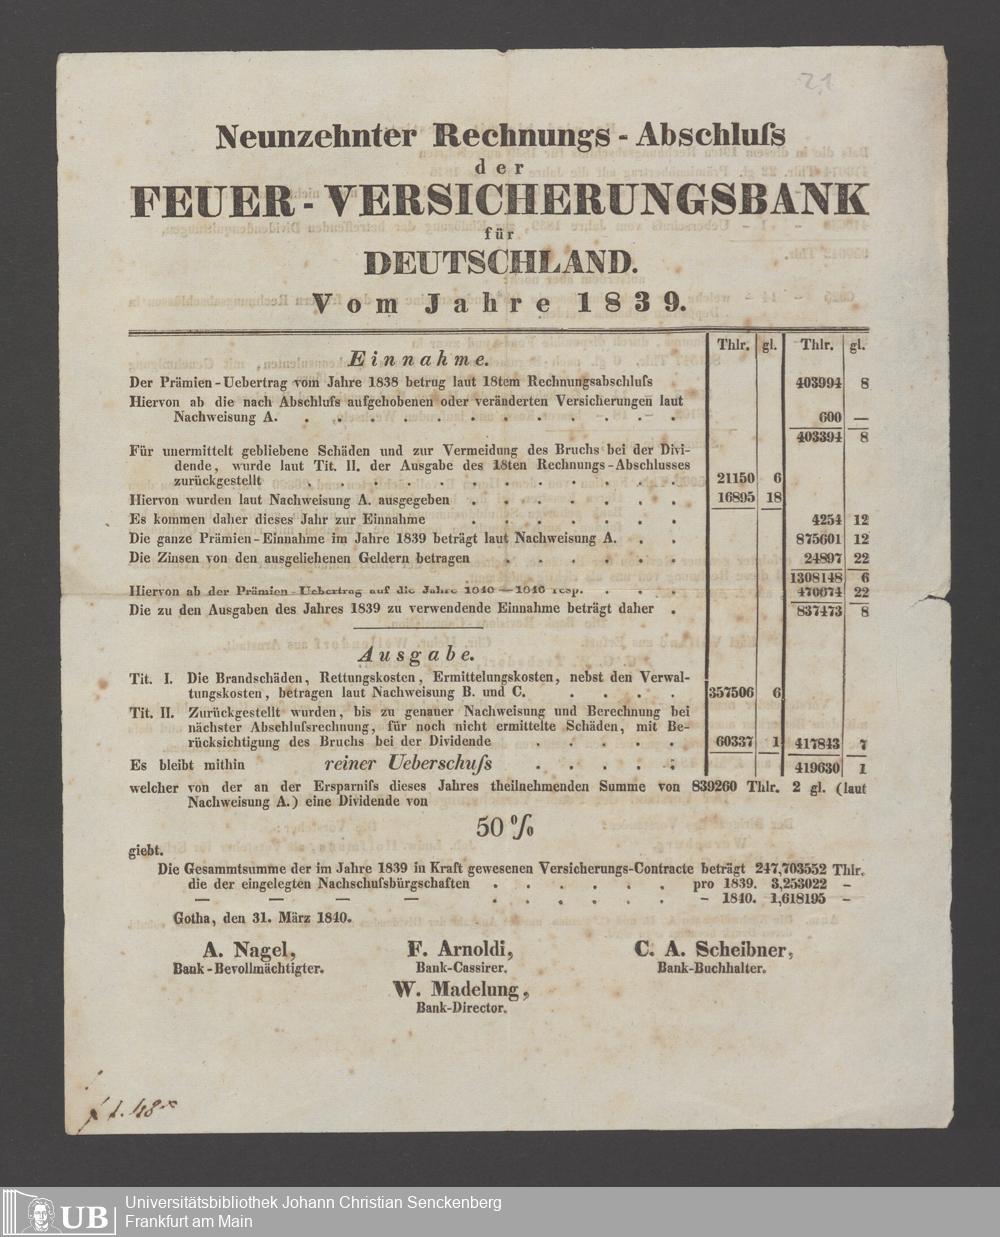 21
Neunzehnter Rechnungs-Abschluſs
der
FEUER-VERSICHERUNGSBANK
für
DEUTSCHLAND.
Vom Jahre 1839.
Thlr. gl. Thlr. gl.
Einnahme.
Der Prämien-Uebertrag vom Jahre 1838 betrug laut 18tem Rechnungsabschluſs 403994 8
Hiervon ab die nach Abschluſs aufgehobenen oder veränderten Versicherungen laut
Nachweisung A. . . . . . . . . . . . . 600 —
403394 8
Für unermittelt gebliebene Schäden und zur Vermeidung des Bruchs bei der Divi-
dende, wurde laut Tit. II. der Ausgabe des 18ten Rechnungs-Abschlusses
zurückgestellt . . . . . . . . . . . . 21150 6
Hiervon wurden laut Nachweisung A. ausgegeben . . . . . . . 16895 18
Es kommen daher dieses Jahr zur Einnahme . . . . . . . 4254 12
Die ganze Prämien-Einnahme im Jahre 1839 beträgt laut Nachweisung A. . . 875601 12
Die Zinsen von den ausgeliehenen Geldern betragen . . . . . . 24897 22
1308148 6
Hiervon ab der Prämien-Uebertrag auf die Jahre 1840—1846 resp. . . . . 470674 22
Die zu den Ausgaben des Jahres 1839 zu verwendende Einnahme beträgt daher . 837473 8
Ausgabe.
Tit. I. Die Brandschäden, Rettungskosten, Ermittelungskosten, nebst den Verwal-
tungskosten, betragen laut Nachweisung B. und C. . . . . 357506 6
Tit. II. Zurückgestellt wurden, bis zu genauer Nachweisung und Berechnung bei
nächster Abschluſsrechnung, für noch nicht ermittelte Schäden, mit Be-
rücksichtigung des Bruchs bei der Dividende . . . . . 60337 1 417843 7
Es bleibt mithin reiner Ueberschuſs . . . . . 419630 1
welcher von der an der Ersparniſs dieses Jahres theilnehmenden Summe von 839260 Thlr. 2 gl. (laut
Nachweisung A.) eine Dividende von
50 %
giebt.
Die Gesammtsumme der im Jahre 1839 in Kraft gewesenen Versicherungs-Contracte beträgt 247,703552 Thlr.
die der eingelegten Nachschuſsbürgschaften . . . . . . pro 1839. 3,253022 –
— — — — . . . . . . – 1840. 1,618195 –
Gotha, den 31. März 1840.
A. Nagel, F. Arnoldi, C. A. Scheibner,
Bank-Bevollmächtigter. Bank-Cassirer. Bank-Buchhalter.
W. Madelung,
Bank-Director.
UB
Universitätsbibliothek Johann Christian Senckenberg
Frankfurt am Main